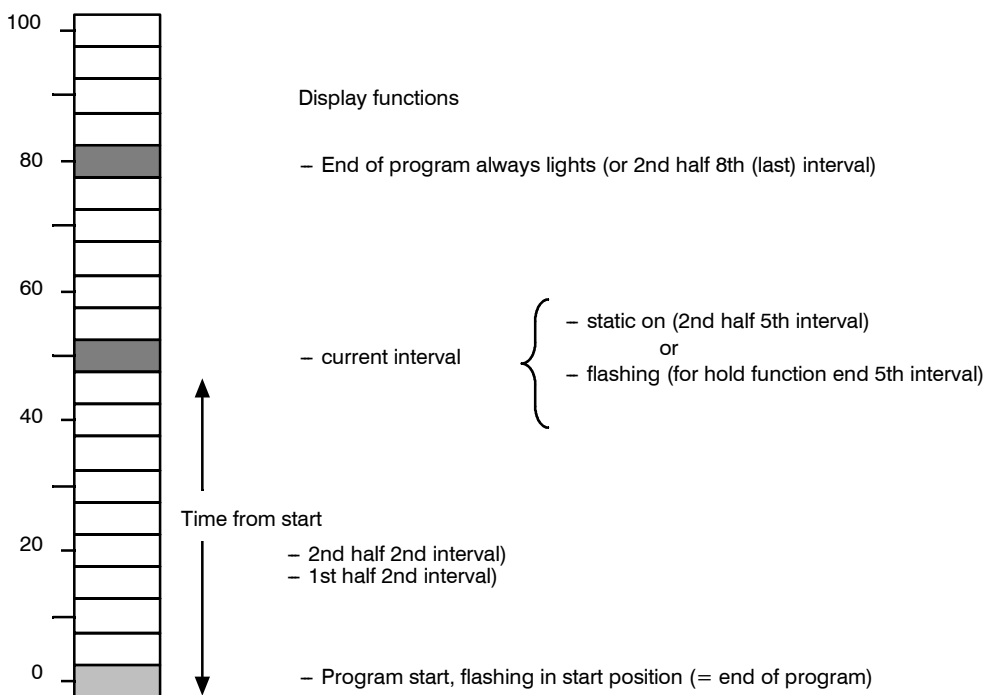 100
Display functions
80
– End of program always lights (or 2nd half 8th (last) interval)
60
– static on (2nd half 5th interval)
or
– current interval
– flashing (for hold function end 5th interval)
40
Time from start
20
– 2nd half 2nd interval)
– 1st half 2nd interval)
0
– Program start, flashing in start position (= end of program)